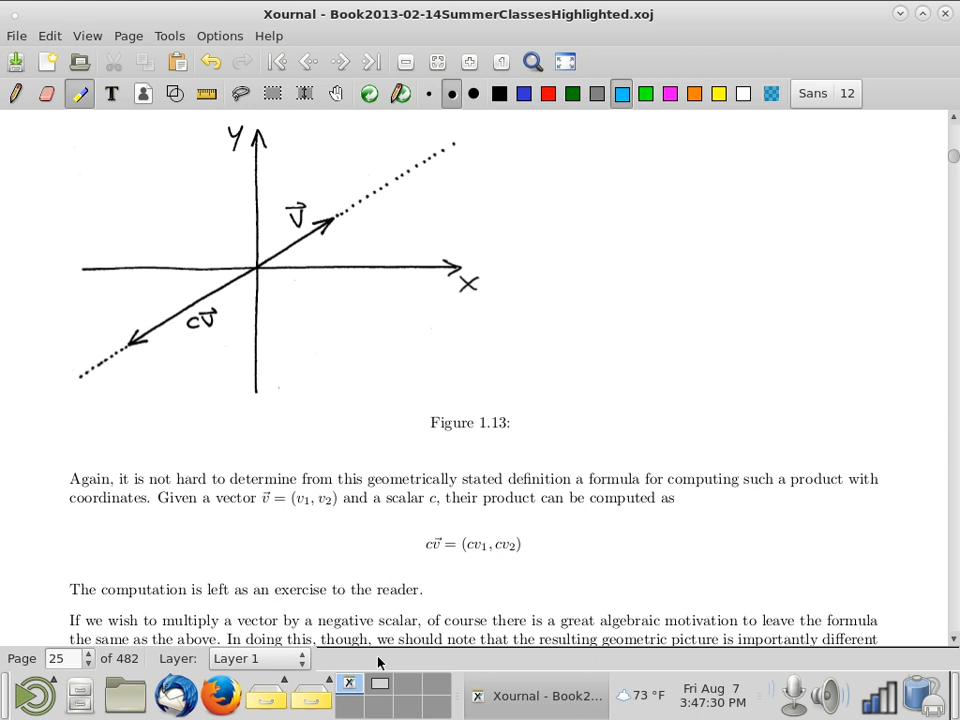 Xournal - Book2013-02-14SummerClassesHighlighted.xoj
File Edit View Page Tools Options Help
T Sans 12
y
v⃗
x
cv⃗
Figure 1.13:
Again, it is not hard to determine from this geometrically stated definition a formula for computing such a product with
coordinates. Given a vector v⃗ = (v₁, v₂) and a scalar c, their product can be computed as
cv⃗ = (cv₁, cv₂)
The computation is left as an exercise to the reader.
If we wish to multiply a vector by a negative scalar, of course there is a great algebraic motivation to leave the formula
the same as the above. In doing this, though, we should note that the resulting geometric picture is importantly different
Page 25 of 482 Layer: Layer 1
Xournal - Book2... 73 °F Fri Aug 7
3:47:30 PM